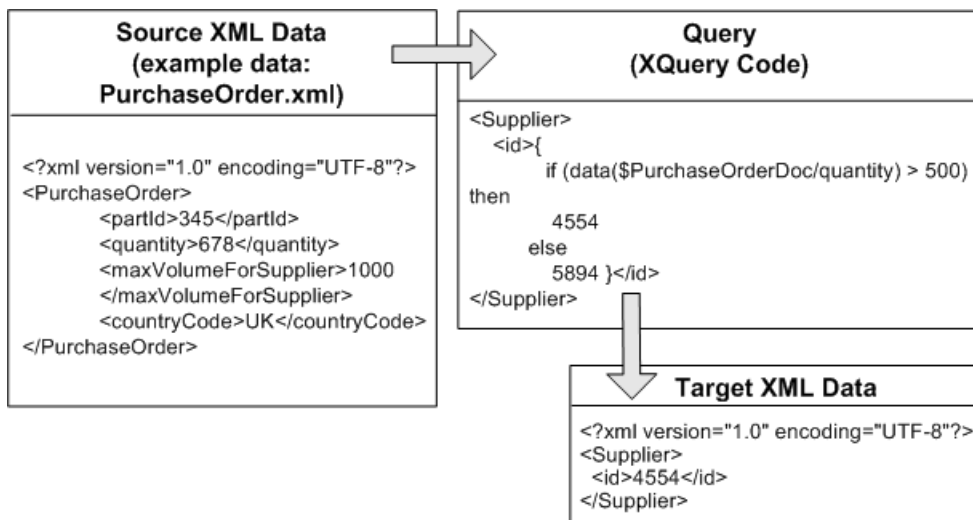 Source XML Data
(example data:
PurchaseOrder.xml)
<?xml version="1.0" encoding="UTF-8"?>
<PurchaseOrder>
<partId>345</partId>
<quantity>678</quantity>
<maxVolumeForSupplier>1000
</maxVolumeForSupplier>
<countryCode>UK</countryCode>
</PurchaseOrder>
Query
(XQuery Code)
<Supplier>
<id>{
if (data($PurchaseOrderDoc/quantity) > 500)
then
4554
else
5894 }</id>
</Supplier>
Target XML Data
<?xml version="1.0" encoding="UTF-8"?>
<Supplier>
<id>4554</id>
</Supplier>